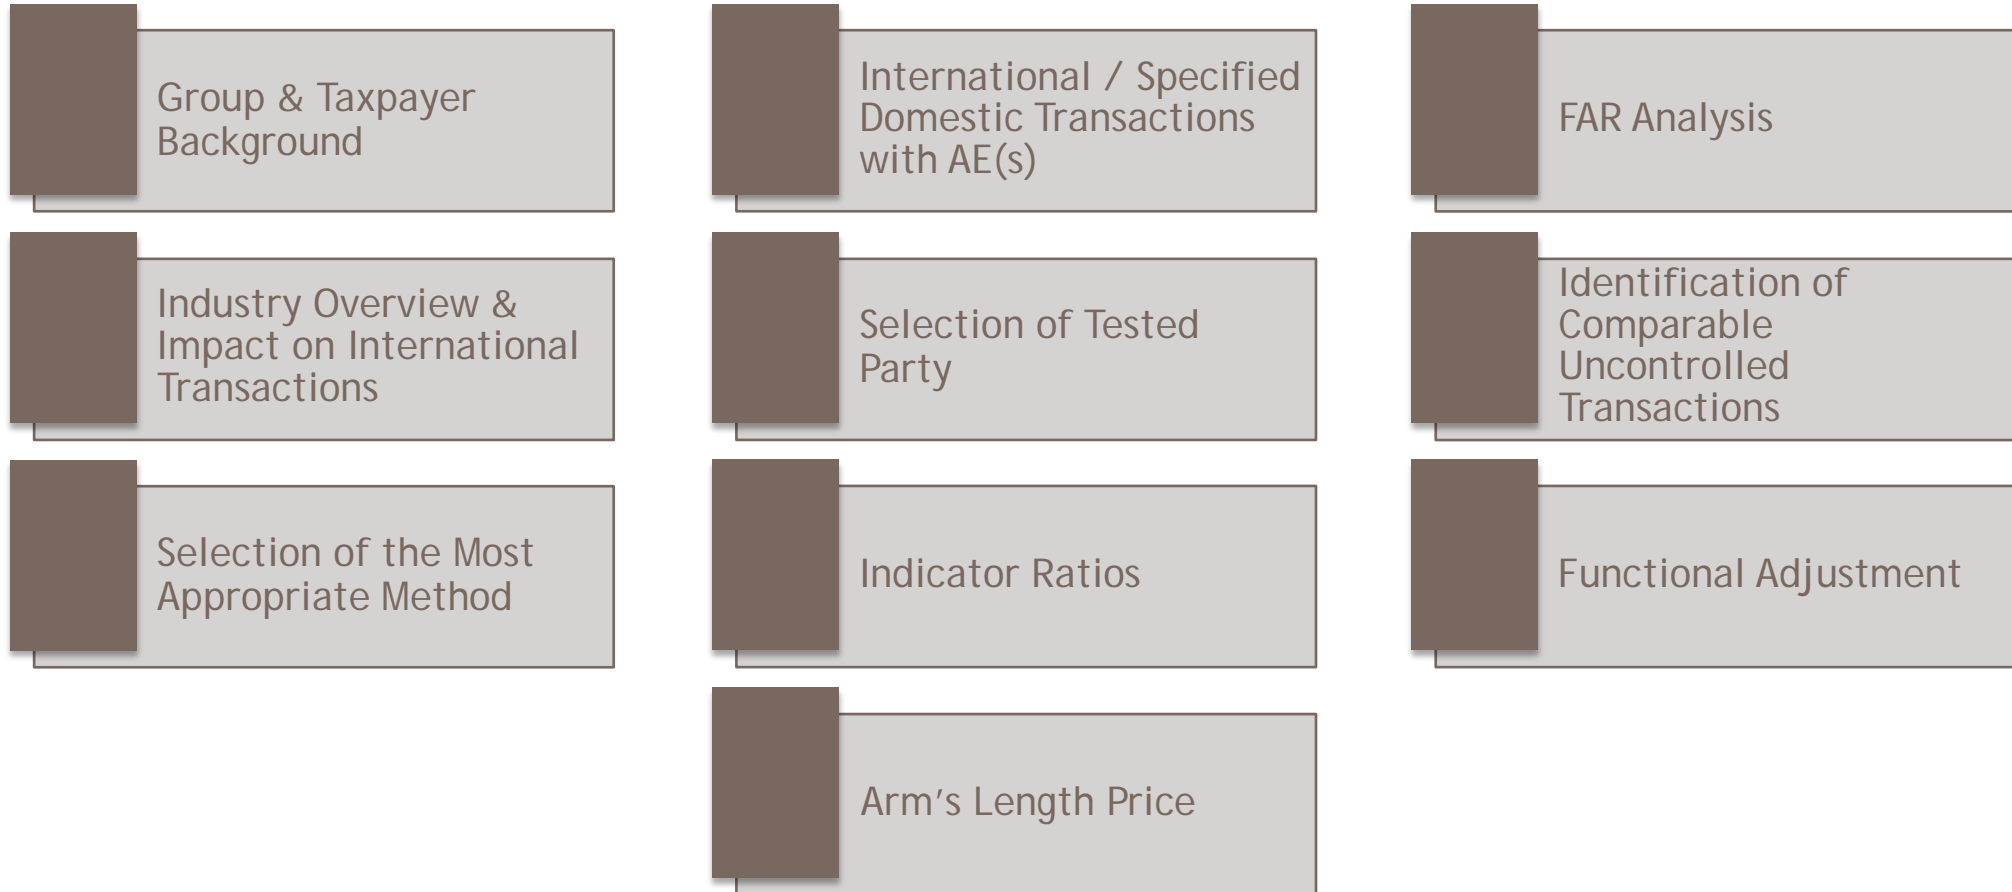 Group & Taxpayer
Background
International / Specified
Domestic Transactions
with AE(s)
FAR Analysis
Industry Overview &
Impact on International
Transactions
Selection of Tested
Party
Identification of
Comparable
Uncontrolled
Transactions
Selection of the Most
Appropriate Method
Indicator Ratios
Functional Adjustment
Arm’s Length Price